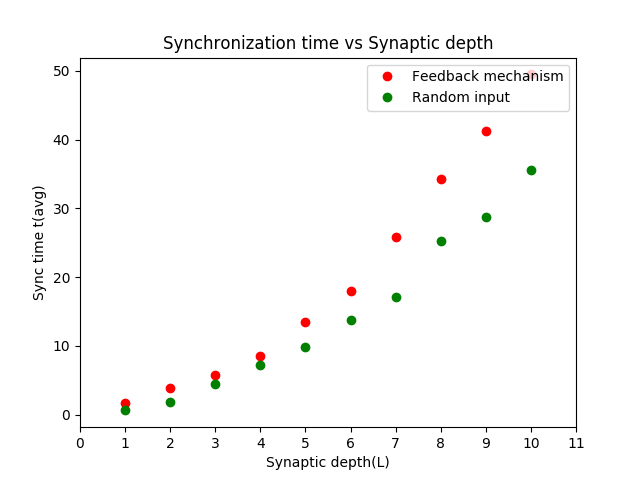 Synchronization time vs Synaptic depth
Feedback mechanism
Random input
50
40
30
20
10
0
Sync time t(avg)
0 1 2 3 4 5 6 7 8 9 10 11
Synaptic depth(L)